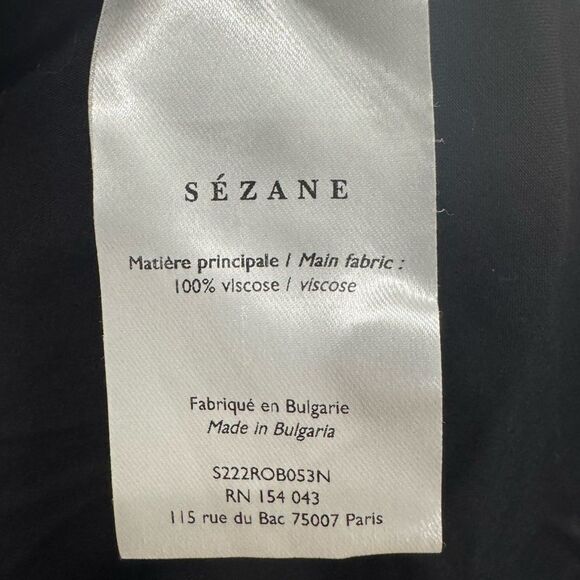 SÉZANE
Matière principale / Main fabric :
100% viscose / viscose
Fabriqué en Bulgarie
Made in Bulgaria
S222ROB053N
RN 154 043
115 rue du Bac 75007 Paris